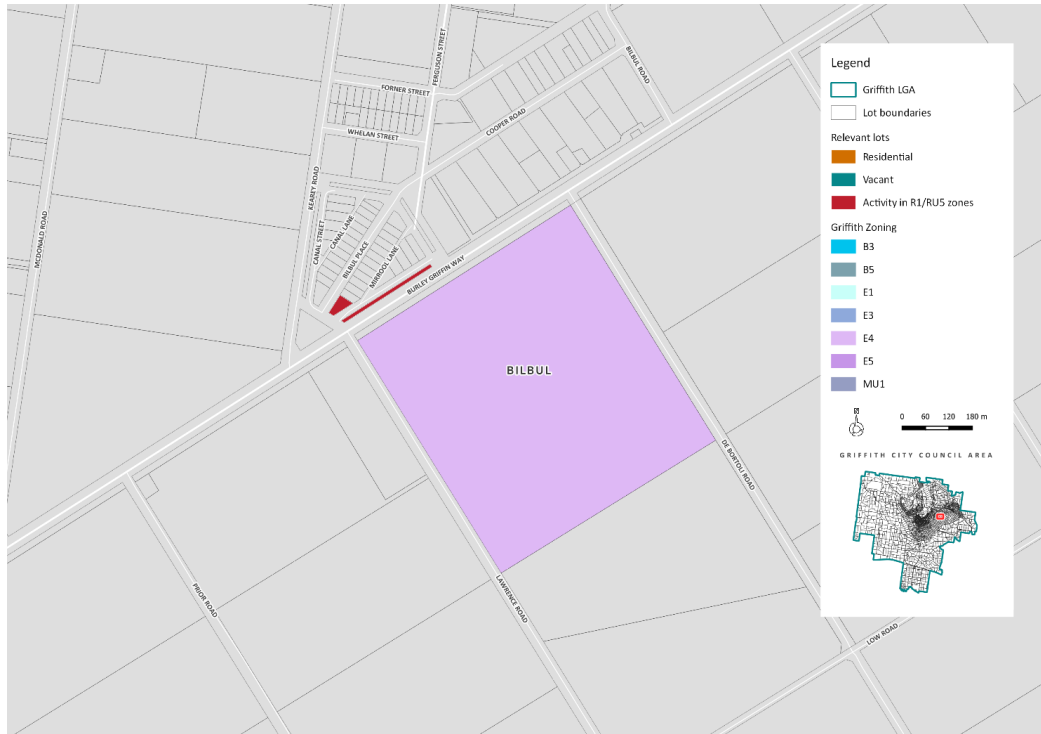 FERGUSON STREET
BILBUL ROAD
FORNER STREET
COOPER ROAD
WHELAN STREET
KEAREY ROAD
MCDONALD ROAD
CANAL STREET
CANAL LANE
BILBUL PLACE
MIRROOL LANE
BURLEY GRIFFIN WAY
BILBUL
DE BORTOLI ROAD
LAWRENCE ROAD
PRIOR ROAD
LOW ROAD
Legend
Griffith LGA
Lot boundaries
Relevant lots
Residential
Vacant
Activity in R1/RU5 zones
Griffith Zoning
B3
B5
E1
E3
E4
E5
MU1
N
0 60 120 180 m
GRIFFITH CITY COUNCIL AREA